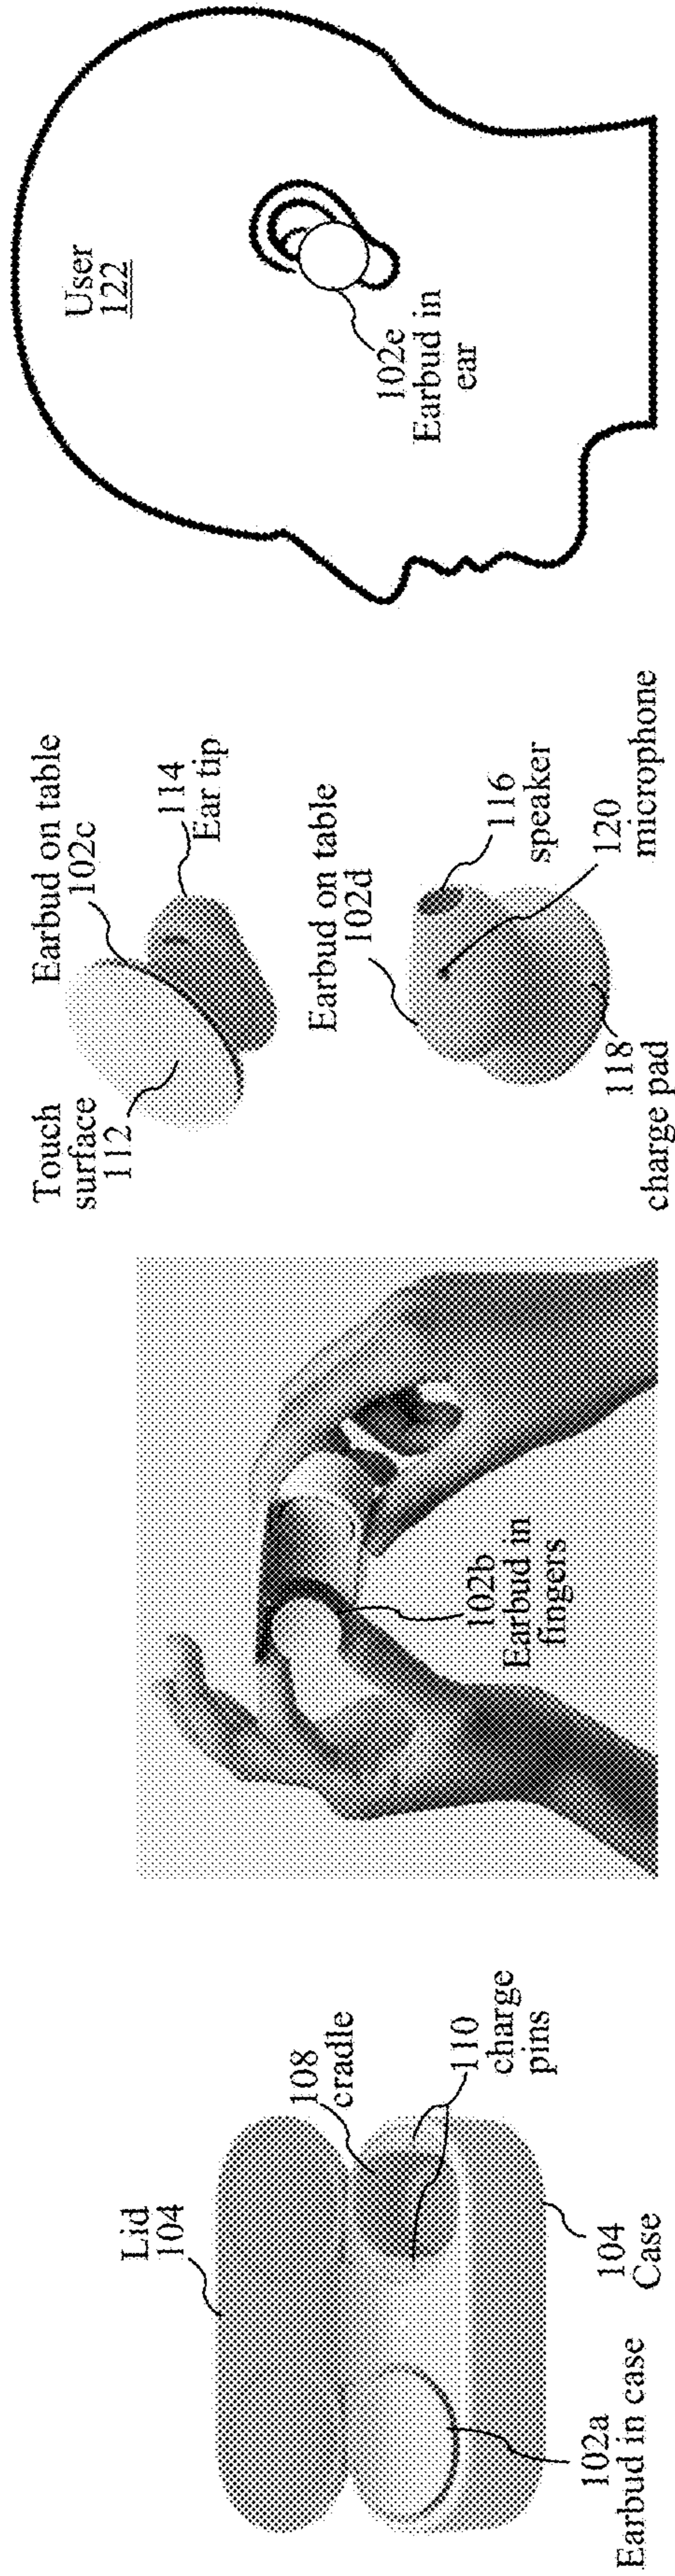 Lid
104
108
cradle
110
charge
pins
102a
Earbud in case
104
Case
102b
Earbud in
fingers
Touch
surface
112
Earbud on table
102c
114
Ear tip
Earbud on table
102d
116
speaker
120
microphone
118
charge pad
User
122
102e
Earbud in
ear